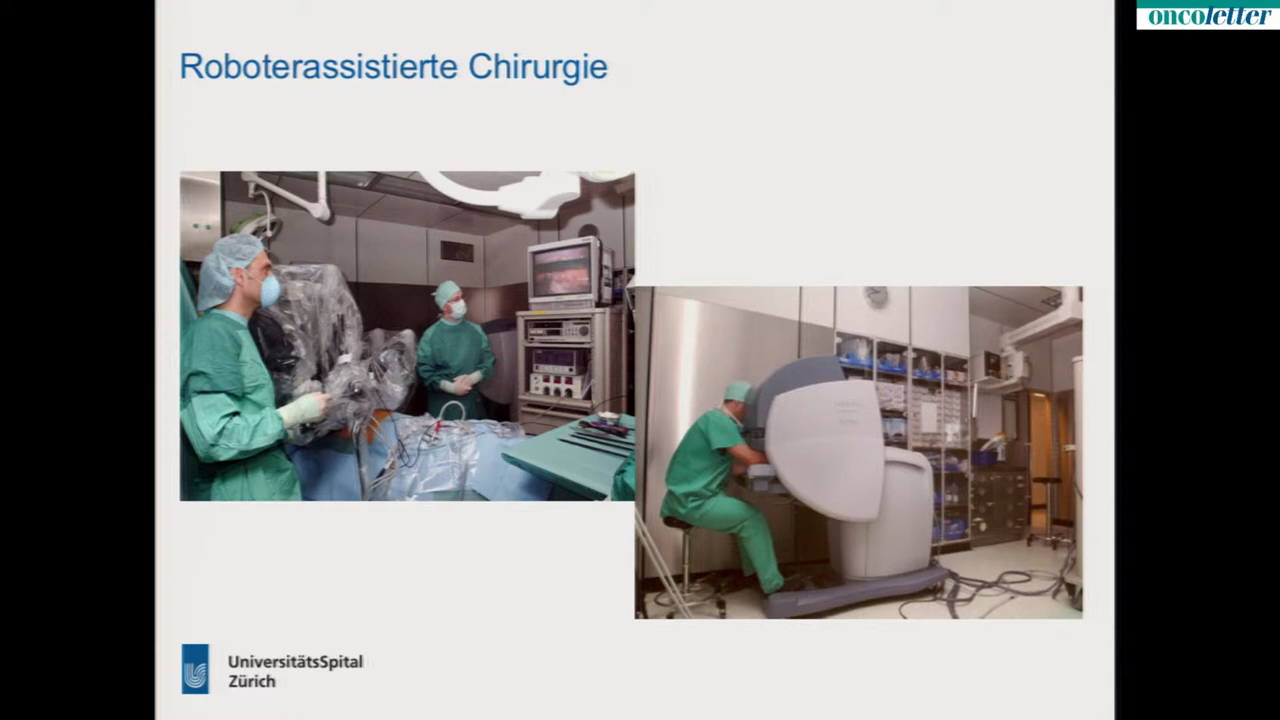 oncoletter
Roboterassistierte Chirurgie
UniversitätsSpital
Zürich